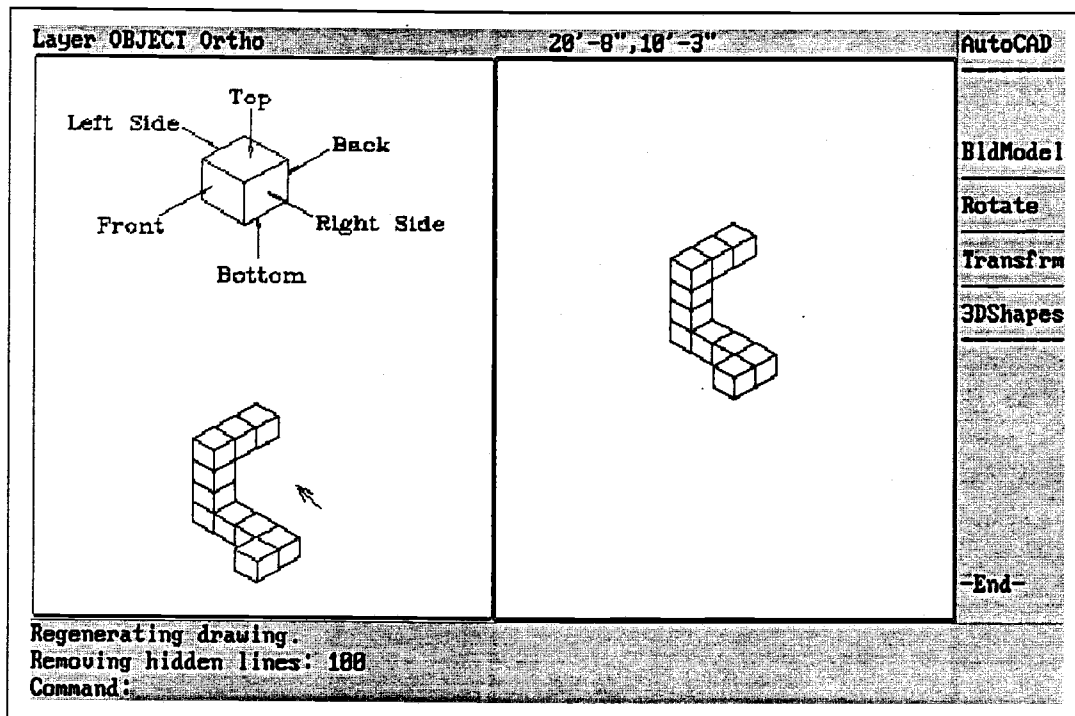 Layer OBJECT Ortho 20'-8",10'-3" AutoCAD
Top
Left Side
Back
Front
Right Side
Bottom
BldModel
Rotate
Transfrm
3DShapes
-End-
Regenerating drawing.
Removing hidden lines: 100
Command: